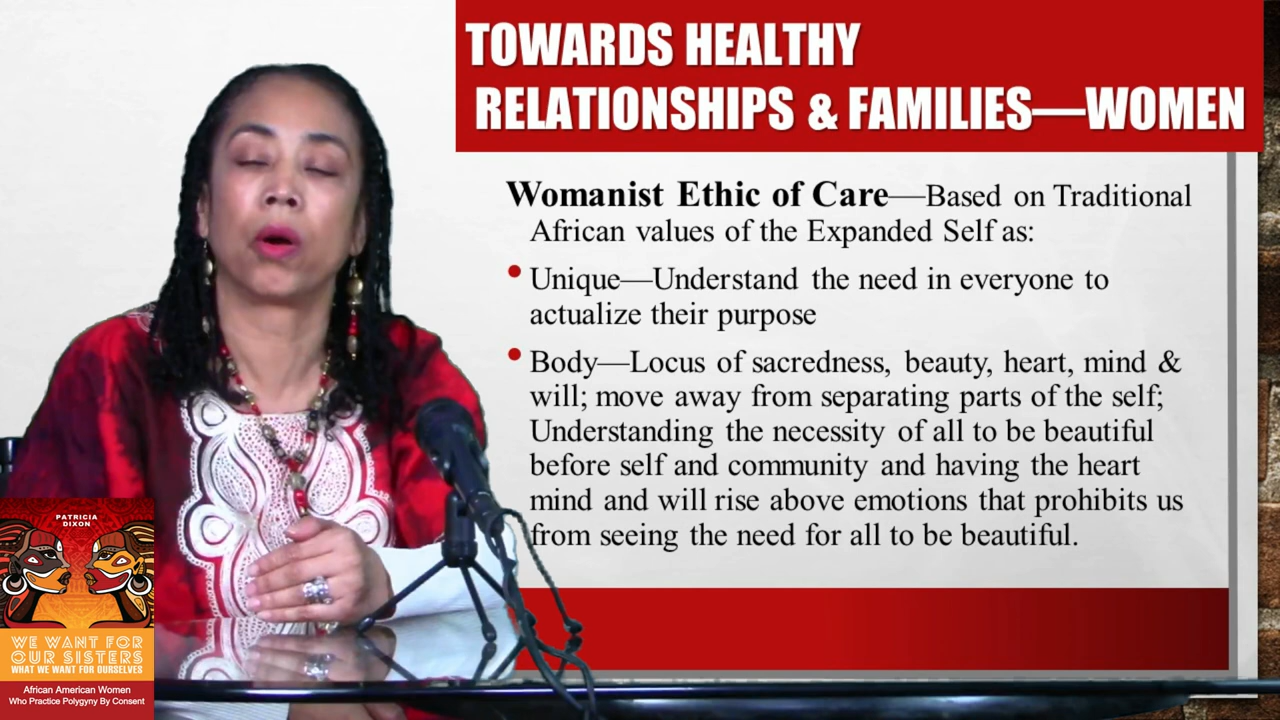 TOWARDS HEALTHY
RELATIONSHIPS & FAMILIES—WOMEN
Womanist Ethic of Care—Based on Traditional
African values of the Expanded Self as:
• Unique—Understand the need in everyone to
actualize their purpose
• Body—Locus of sacredness, beauty, heart, mind &
will; move away from separating parts of the self;
Understanding the necessity of all to be beautiful
before self and community and having the heart
mind and will rise above emotions that prohibits us
from seeing the need for all to be beautiful.
PATRICIA
DIXON
WE WANT FOR
OUR SISTERS
WHAT WE WANT FOR OURSELVES
African American Women
Who Practice Polygyny By Consent